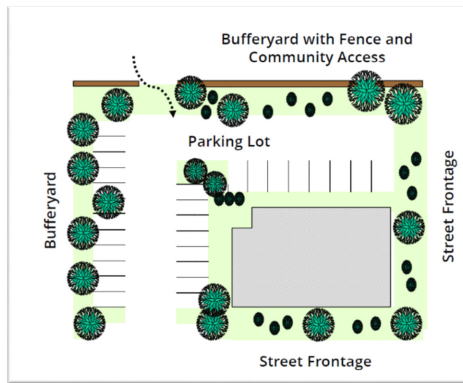 Bufferyard with Fence and
Community Access
Parking Lot
Bufferyard
Street Frontage
Street Frontage